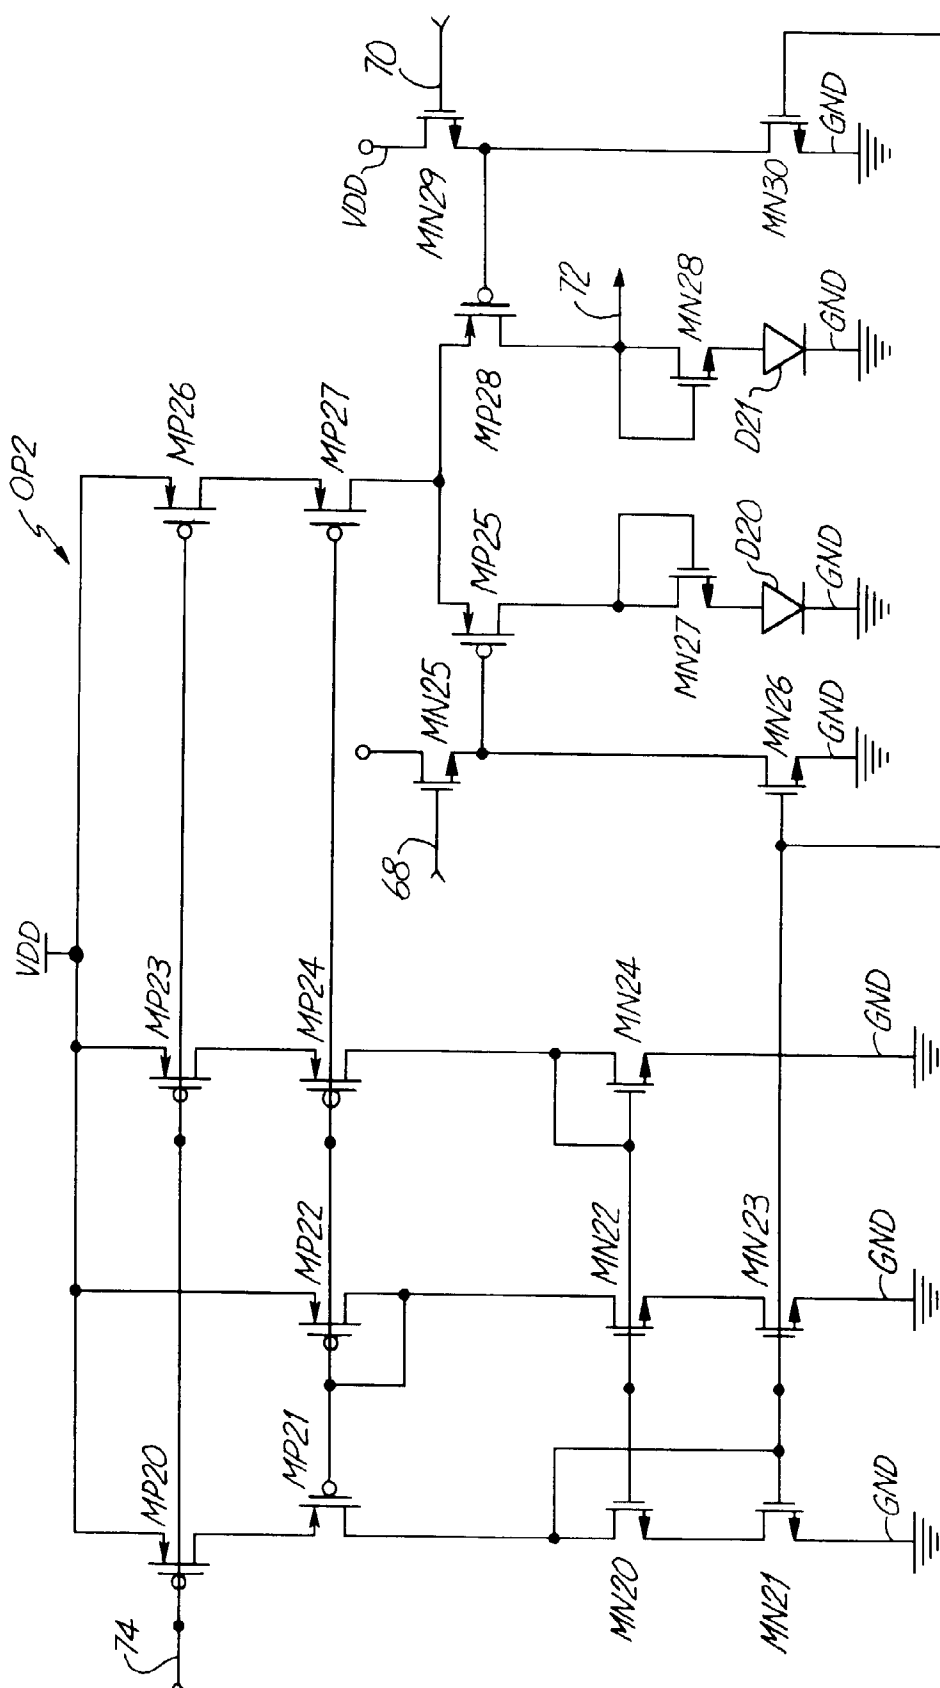 OP2
VDD
74
MP20
MP23
MP26
MP21
MP22
MP24
MP27
68
MN25
MP25
MP28
VDD
MN29
70
72
MN20
MN22
MN24
MN27
MN28
D20
D21
MN21
MN23
MN26
MN30
GND
GND
GND
GND
GND
GND
GND